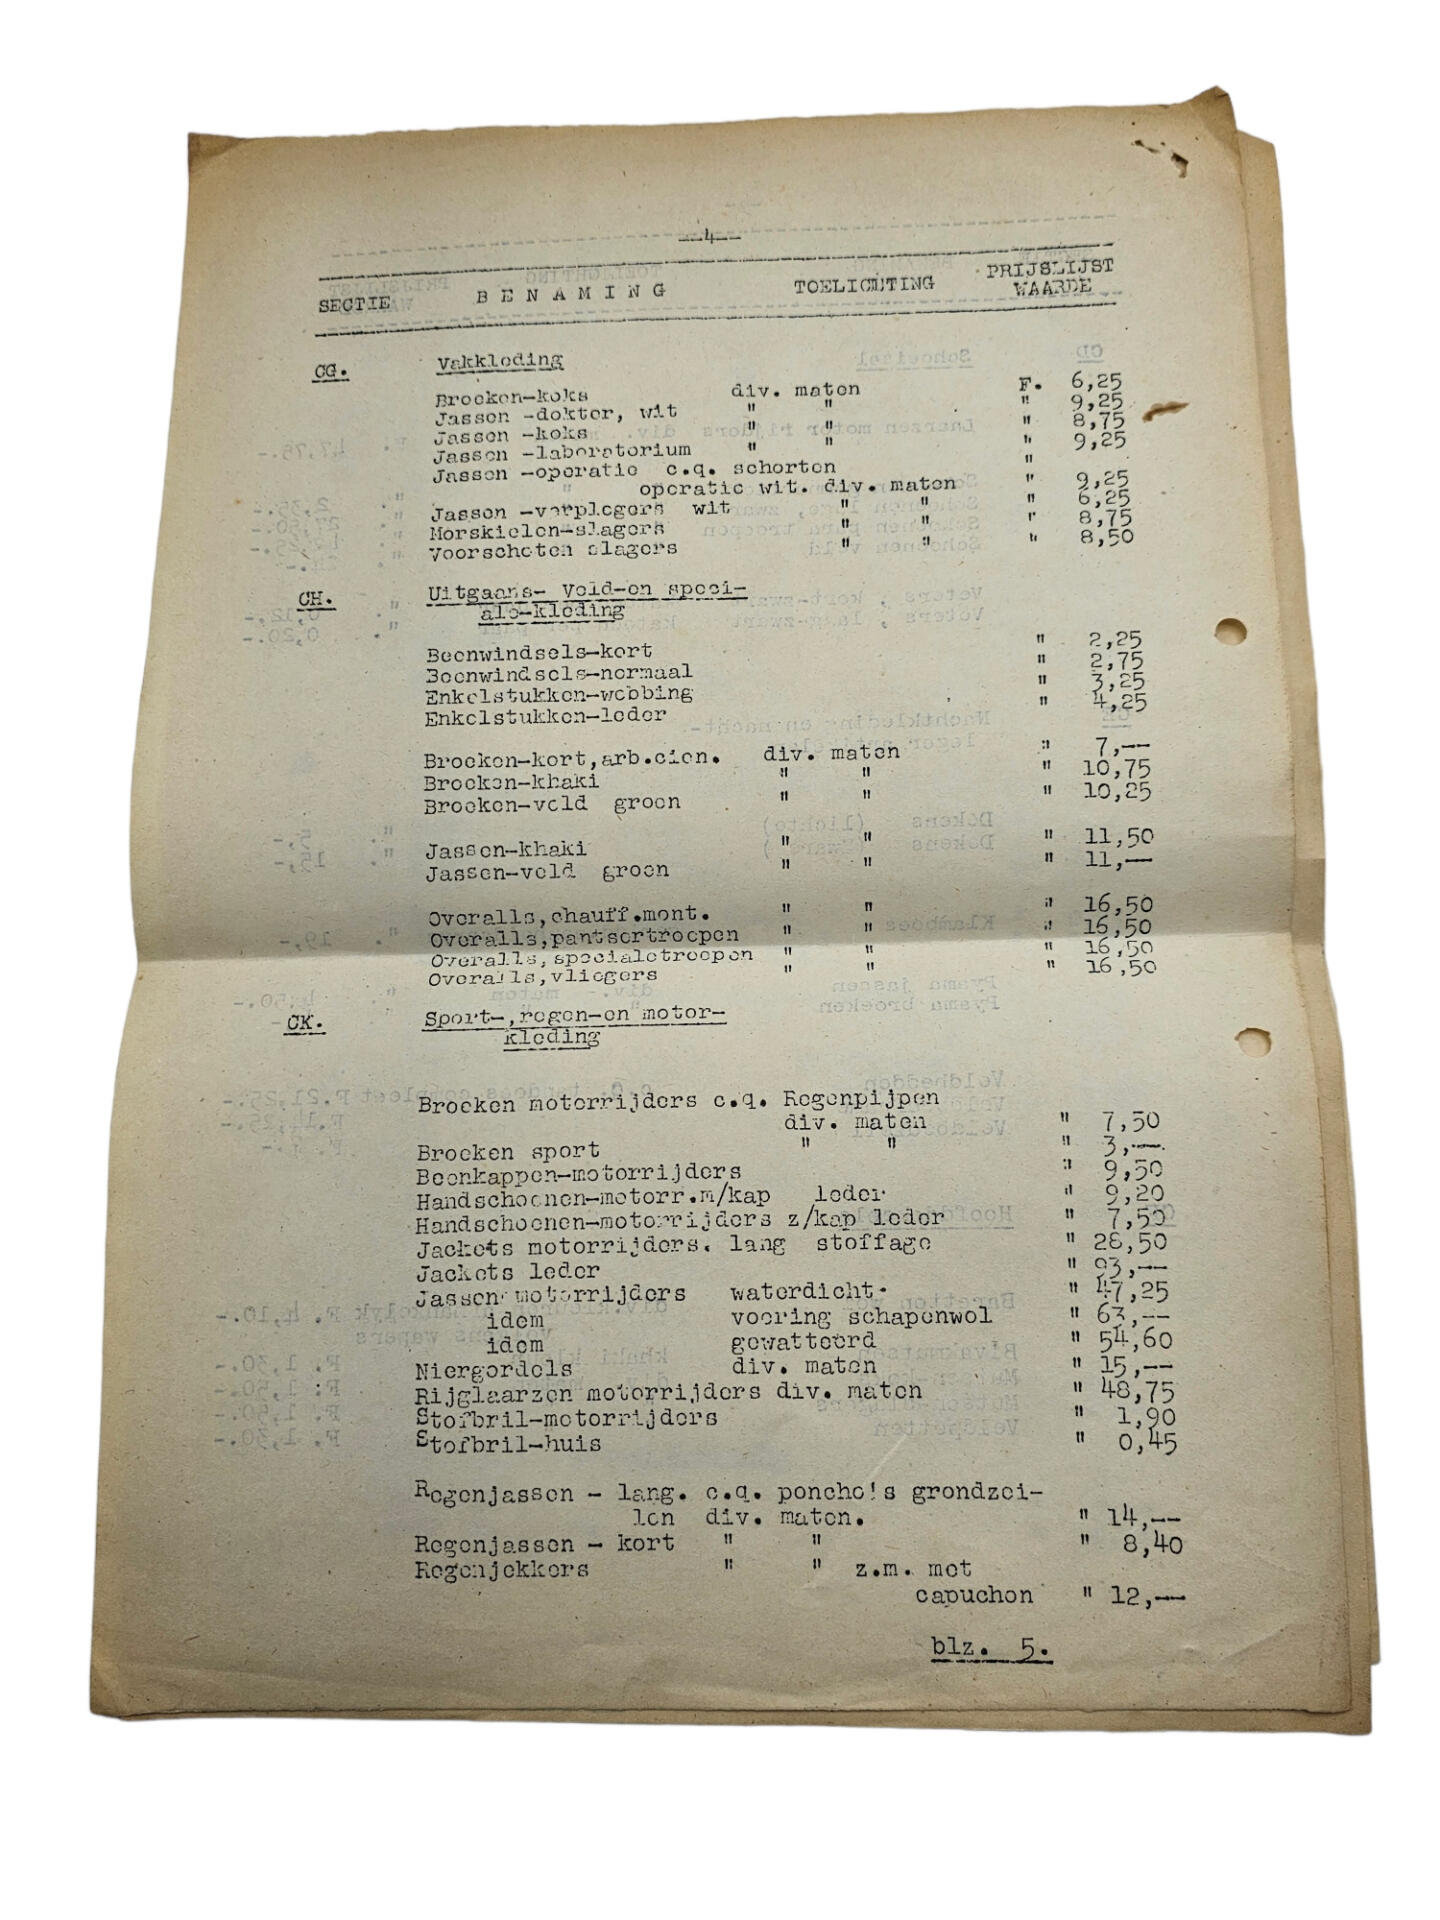 --4--
SECTIE BENAMING TOELICHTING PRIJSLIJST
WAARDE
CG. Vakkleding
Broeken-koks div. maten F. 6,25
Jassen -dokter, wit " " " 9,25
Jassen -koks " " " 8,75
Jassen -laboratorium " " " 9,25
Jassen -operatie c.q. schorten "
operatie wit. div. maten " 9,25
Jassen -verplegers wit " " " 6,25
Morskielen-slagers " " " 8,75
Voorschoten slagers " " " 8,50
CH. Uitgaans- Veld-en speci-
ale-kleding
Beenwindsels-kort " 2,25
Beenwindsels-normaal " 2,75
Enkelstukken-webbing " 3,25
Enkelstukken-leder " 4,25
Broeken-kort,arb.cien. div. maten " 7,--
Broeken-khaki " " " 10,75
Broeken-veld groen " " " 10,25
Jassen-khaki " " " 11,50
Jassen-veld groen " " " 11,--
Overalls,chauff.mont. " " " 16,50
Overalls,pantsertroepen " " " 16,50
Overalls,specialetroepen " " " 16,50
Overalls,vliegers " " " 16,50
CK. Sport-,regen-en motor-
kleding
Broeken motorrijders c.q. Regenpijpen
div. maten " 7,50
Broeken sport " " " 3,--
Beenkappen-motorrijders " 9,50
Handschoenen-motorr.m/kap leder " 9,20
Handschoenen-motorrijders z/kap leder " 7,50
Jackets motorrijders. lang stoffage " 28,50
Jackets leder " 93,--
Jassen motorrijders waterdicht. " 47,25
idem voering schapenwol " 63,--
idem gewatteerd " 54,60
Niergordels div. maten " 15,--
Rijglaarzen motorrijders div. maten " 48,75
Stofbril-motorrijders " 1,90
Stofbril-huis " 0,45
Regenjassen - lang. c.q. poncho's grondzei-
len div. maten. " 14,--
Regenjassen - kort " " " 8,40
Regenjekkers " " z.m. met
capuchon " 12,--
blz. 5.